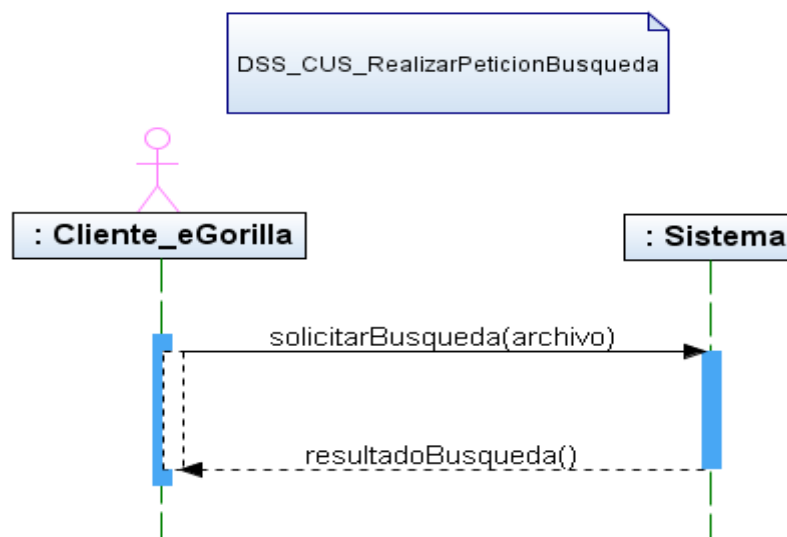 DSS_CUS_RealizarPeticionBusqueda
: Cliente_eGorilla
: Sistema
solicitarBusqueda(archivo)
resultadoBusqueda()